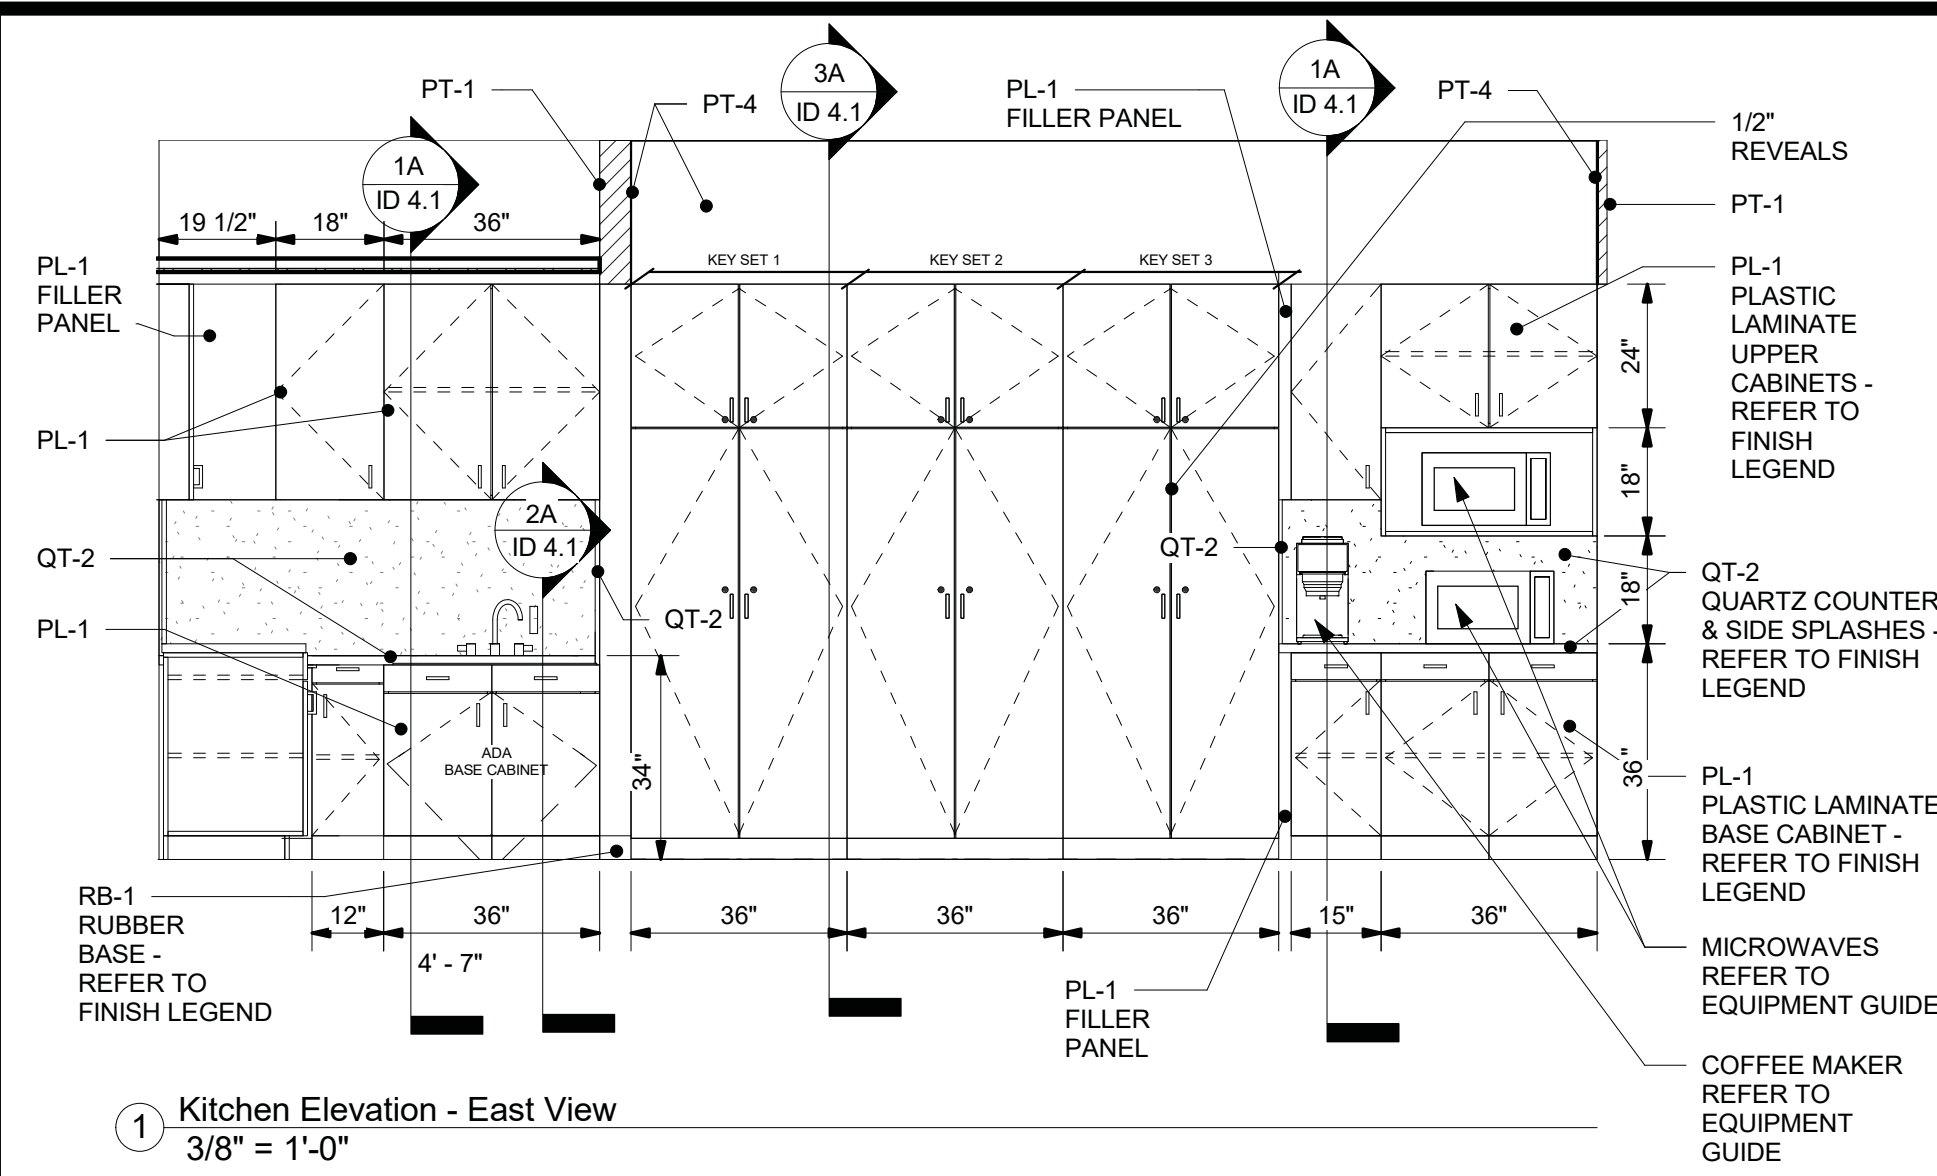 PT-1
PT-4
3A
ID 4.1
PL-1
FILLER PANEL
1A
ID 4.1
PT-4
1/2"
REVEALS
1A
ID 4.1
PT-1
19 1/2"
18"
36"
KEY SET 1
KEY SET 2
KEY SET 3
PL-1
FILLER
PANEL
PL-1
PLASTIC
LAMINATE
UPPER
CABINETS -
REFER TO
FINISH
LEGEND
24"
PL-1
18"
2A
ID 4.1
QT-2
QT-2
QT-2
QUARTZ COUNTER
& SIDE SPLASHES -
REFER TO FINISH
LEGEND
18"
PL-1
QT-2
ADA
BASE CABINET
34"
36"
PL-1
PLASTIC LAMINATE
BASE CABINET -
REFER TO FINISH
LEGEND
RB-1
RUBBER
BASE -
REFER TO
FINISH LEGEND
12"
36"
36"
36"
36"
15"
36"
4' - 7"
MICROWAVES
REFER TO
EQUIPMENT GUIDE
PL-1
FILLER
PANEL
COFFEE MAKER
REFER TO
EQUIPMENT
GUIDE
1
Kitchen Elevation - East View
3/8" = 1'-0"